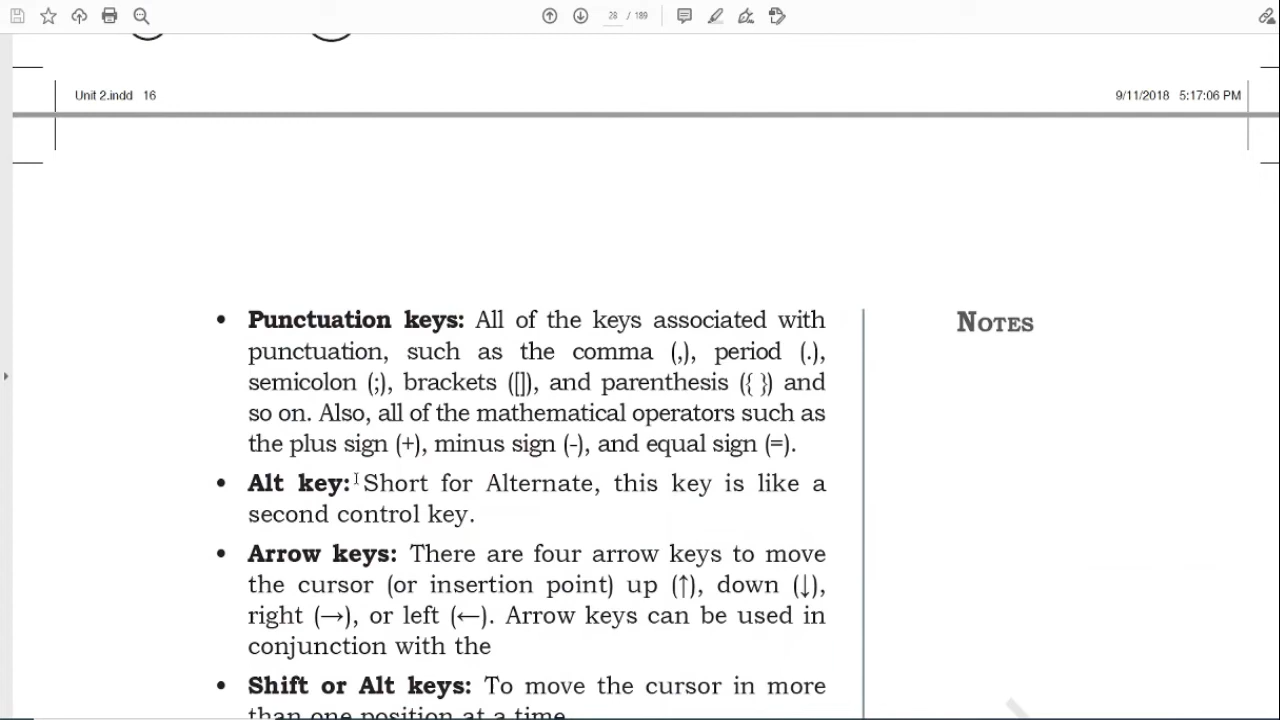 28 / 189
Unit 2.indd 16
9/11/2018 5:17:06 PM
• Punctuation keys: All of the keys associated with
punctuation, such as the comma (,), period (.),
semicolon (;), brackets ([]), and parenthesis ({ }) and
so on. Also, all of the mathematical operators such as
the plus sign (+), minus sign (-), and equal sign (=).
• Alt key: Short for Alternate, this key is like a
second control key.
• Arrow keys: There are four arrow keys to move
the cursor (or insertion point) up (↑), down (↓),
right (→), or left (←). Arrow keys can be used in
conjunction with the
• Shift or Alt keys: To move the cursor in more
than one position at a time.
NOTES